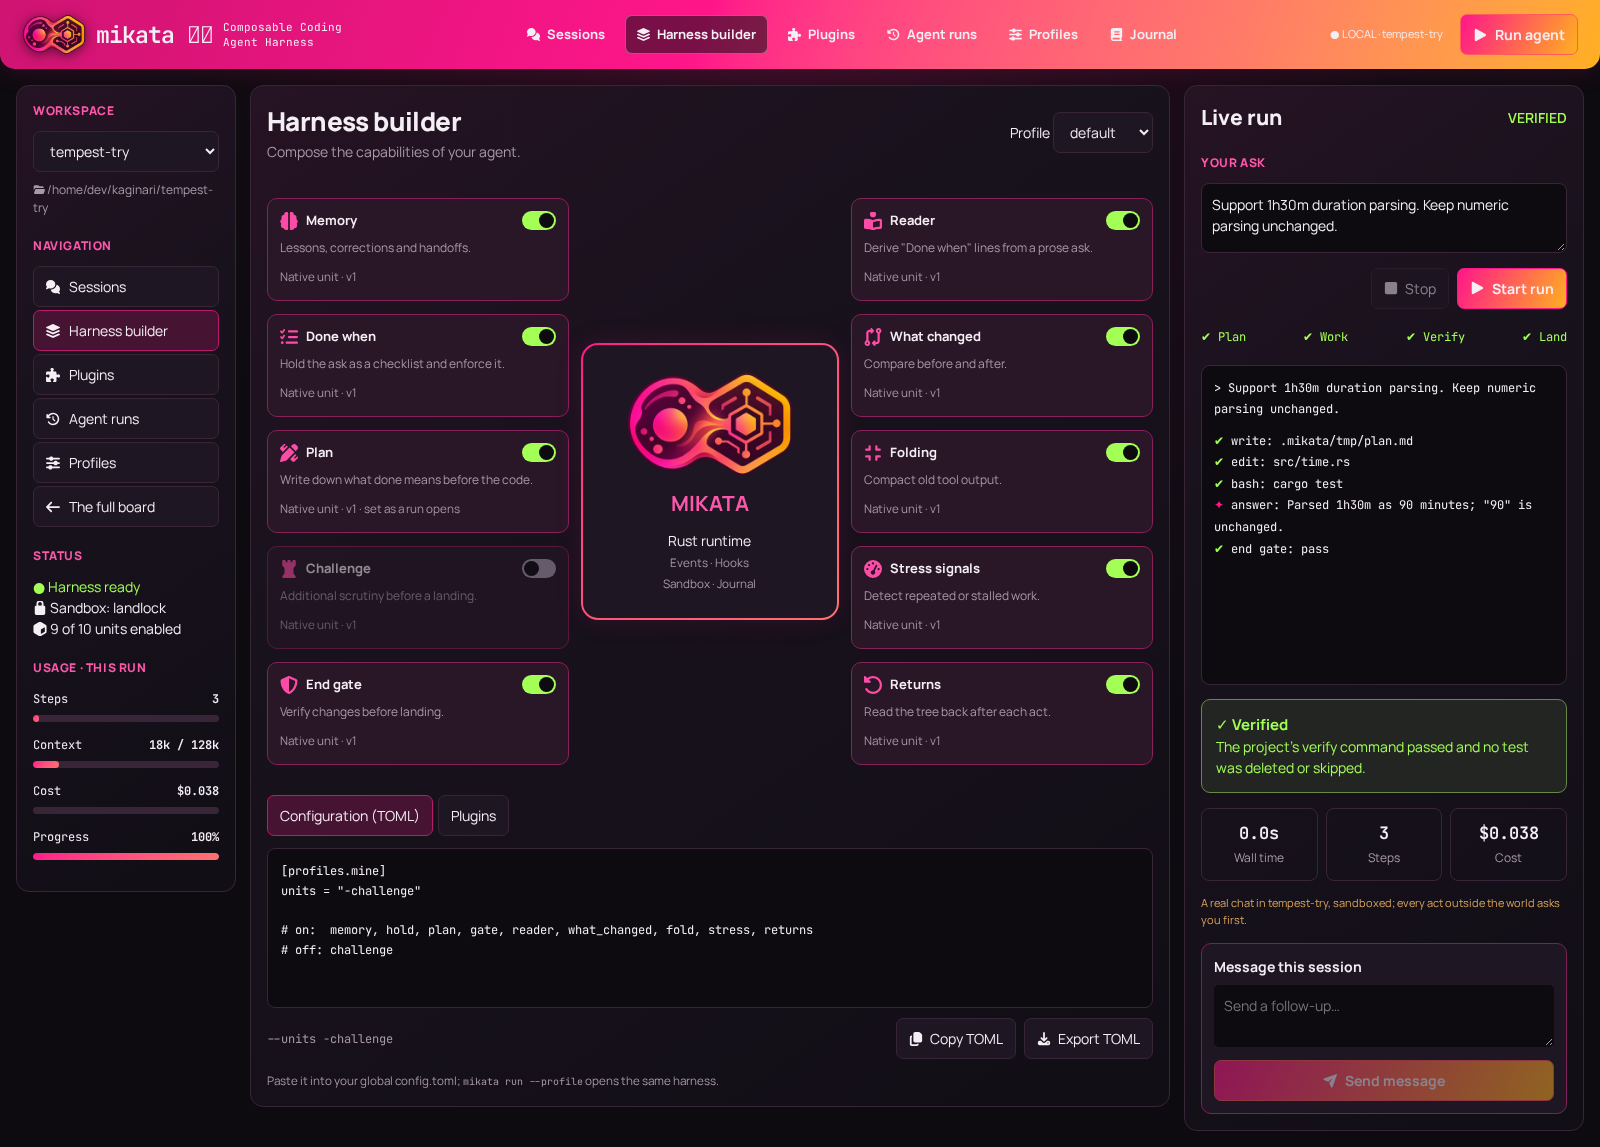 mikata
Composable Coding
Agent Harness
Sessions
Harness builder
Plugins
Agent runs
Profiles
Journal
LOCAL · tempest-try
Run agent
WORKSPACE
tempest-try
/home/dev/kaginari/tempest-
try
NAVIGATION
Sessions
Harness builder
Plugins
Agent runs
Profiles
The full board
STATUS
Harness ready
Sandbox: landlock
9 of 10 units enabled
USAGE · THIS RUN
Steps 3
Context 18k / 128k
Cost $0.038
Progress 100%
Harness builder
Compose the capabilities of your agent.
Profile default
Memory
Lessons, corrections and handoffs.
Native unit · v1
Done when
Hold the ask as a checklist and enforce it.
Native unit · v1
Plan
Write down what done means before the code.
Native unit · v1 · set as a run opens
Challenge
Additional scrutiny before a landing.
Native unit · v1
End gate
Verify changes before landing.
Native unit · v1
MIKATA
Rust runtime
Events · Hooks
Sandbox · Journal
Reader
Derive "Done when" lines from a prose ask.
Native unit · v1
What changed
Compare before and after.
Native unit · v1
Folding
Compact old tool output.
Native unit · v1
Stress signals
Detect repeated or stalled work.
Native unit · v1
Returns
Read the tree back after each act.
Native unit · v1
Configuration (TOML)
Plugins
[profiles.mine]
units = "-challenge"
# on:  memory, hold, plan, gate, reader, what_changed, fold, stress, returns
# off: challenge
--units -challenge
Copy TOML
Export TOML
Paste it into your global config.toml; mikata run --profile opens the same harness.
Live run
VERIFIED
YOUR ASK
Support 1h30m duration parsing. Keep numeric
parsing unchanged.
Stop
Start run
✔ Plan
✔ Work
✔ Verify
✔ Land
> Support 1h30m duration parsing. Keep numeric
parsing unchanged.
✔ write: .mikata/tmp/plan.md
✔ edit: src/time.rs
✔ bash: cargo test
✦ answer: Parsed 1h30m as 90 minutes; "90" is
unchanged.
✔ end gate: pass
✓ Verified
The project's verify command passed and no test
was deleted or skipped.
0.0s
Wall time
3
Steps
$0.038
Cost
A real chat in tempest-try, sandboxed; every act outside the world asks
you first.
Message this session
Send a follow-up…
Send message